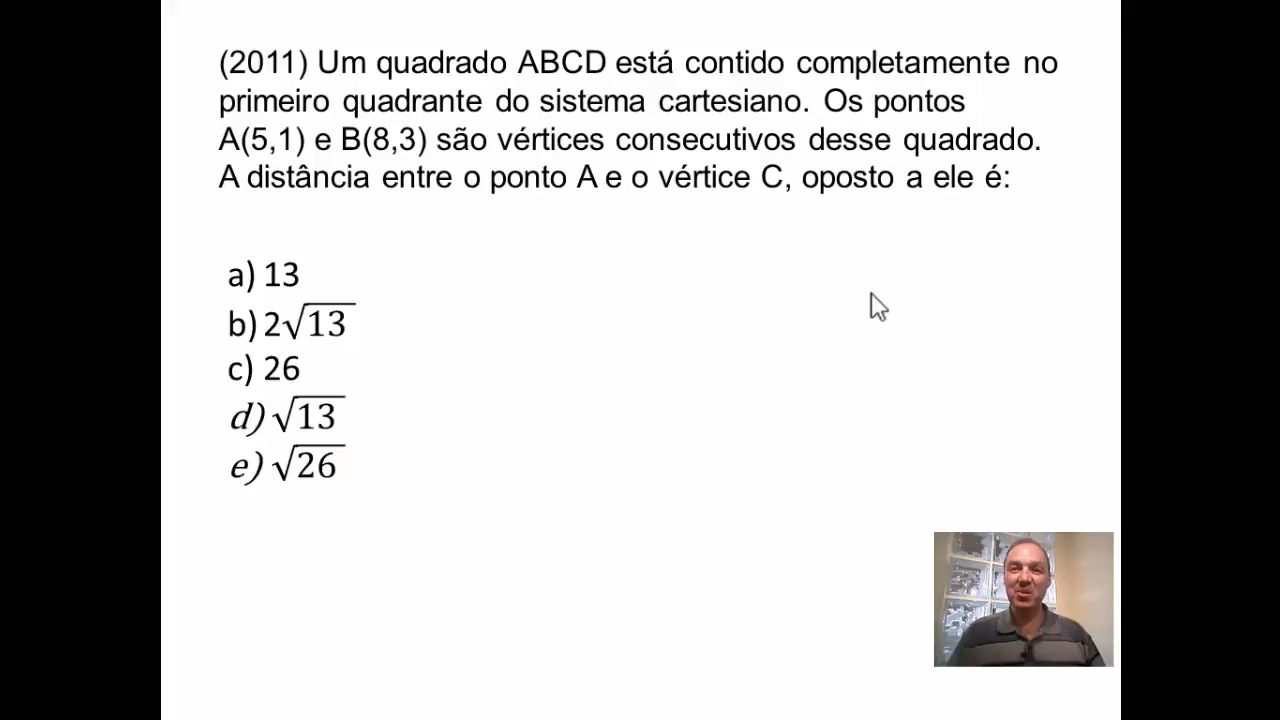 (2011) Um quadrado ABCD está contido completamente no
primeiro quadrante do sistema cartesiano. Os pontos
A(5,1) e B(8,3) são vértices consecutivos desse quadrado.
A distância entre o ponto A e o vértice C, oposto a ele é:
a) 13
b) 2√13
c) 26
d) √13
e) √26